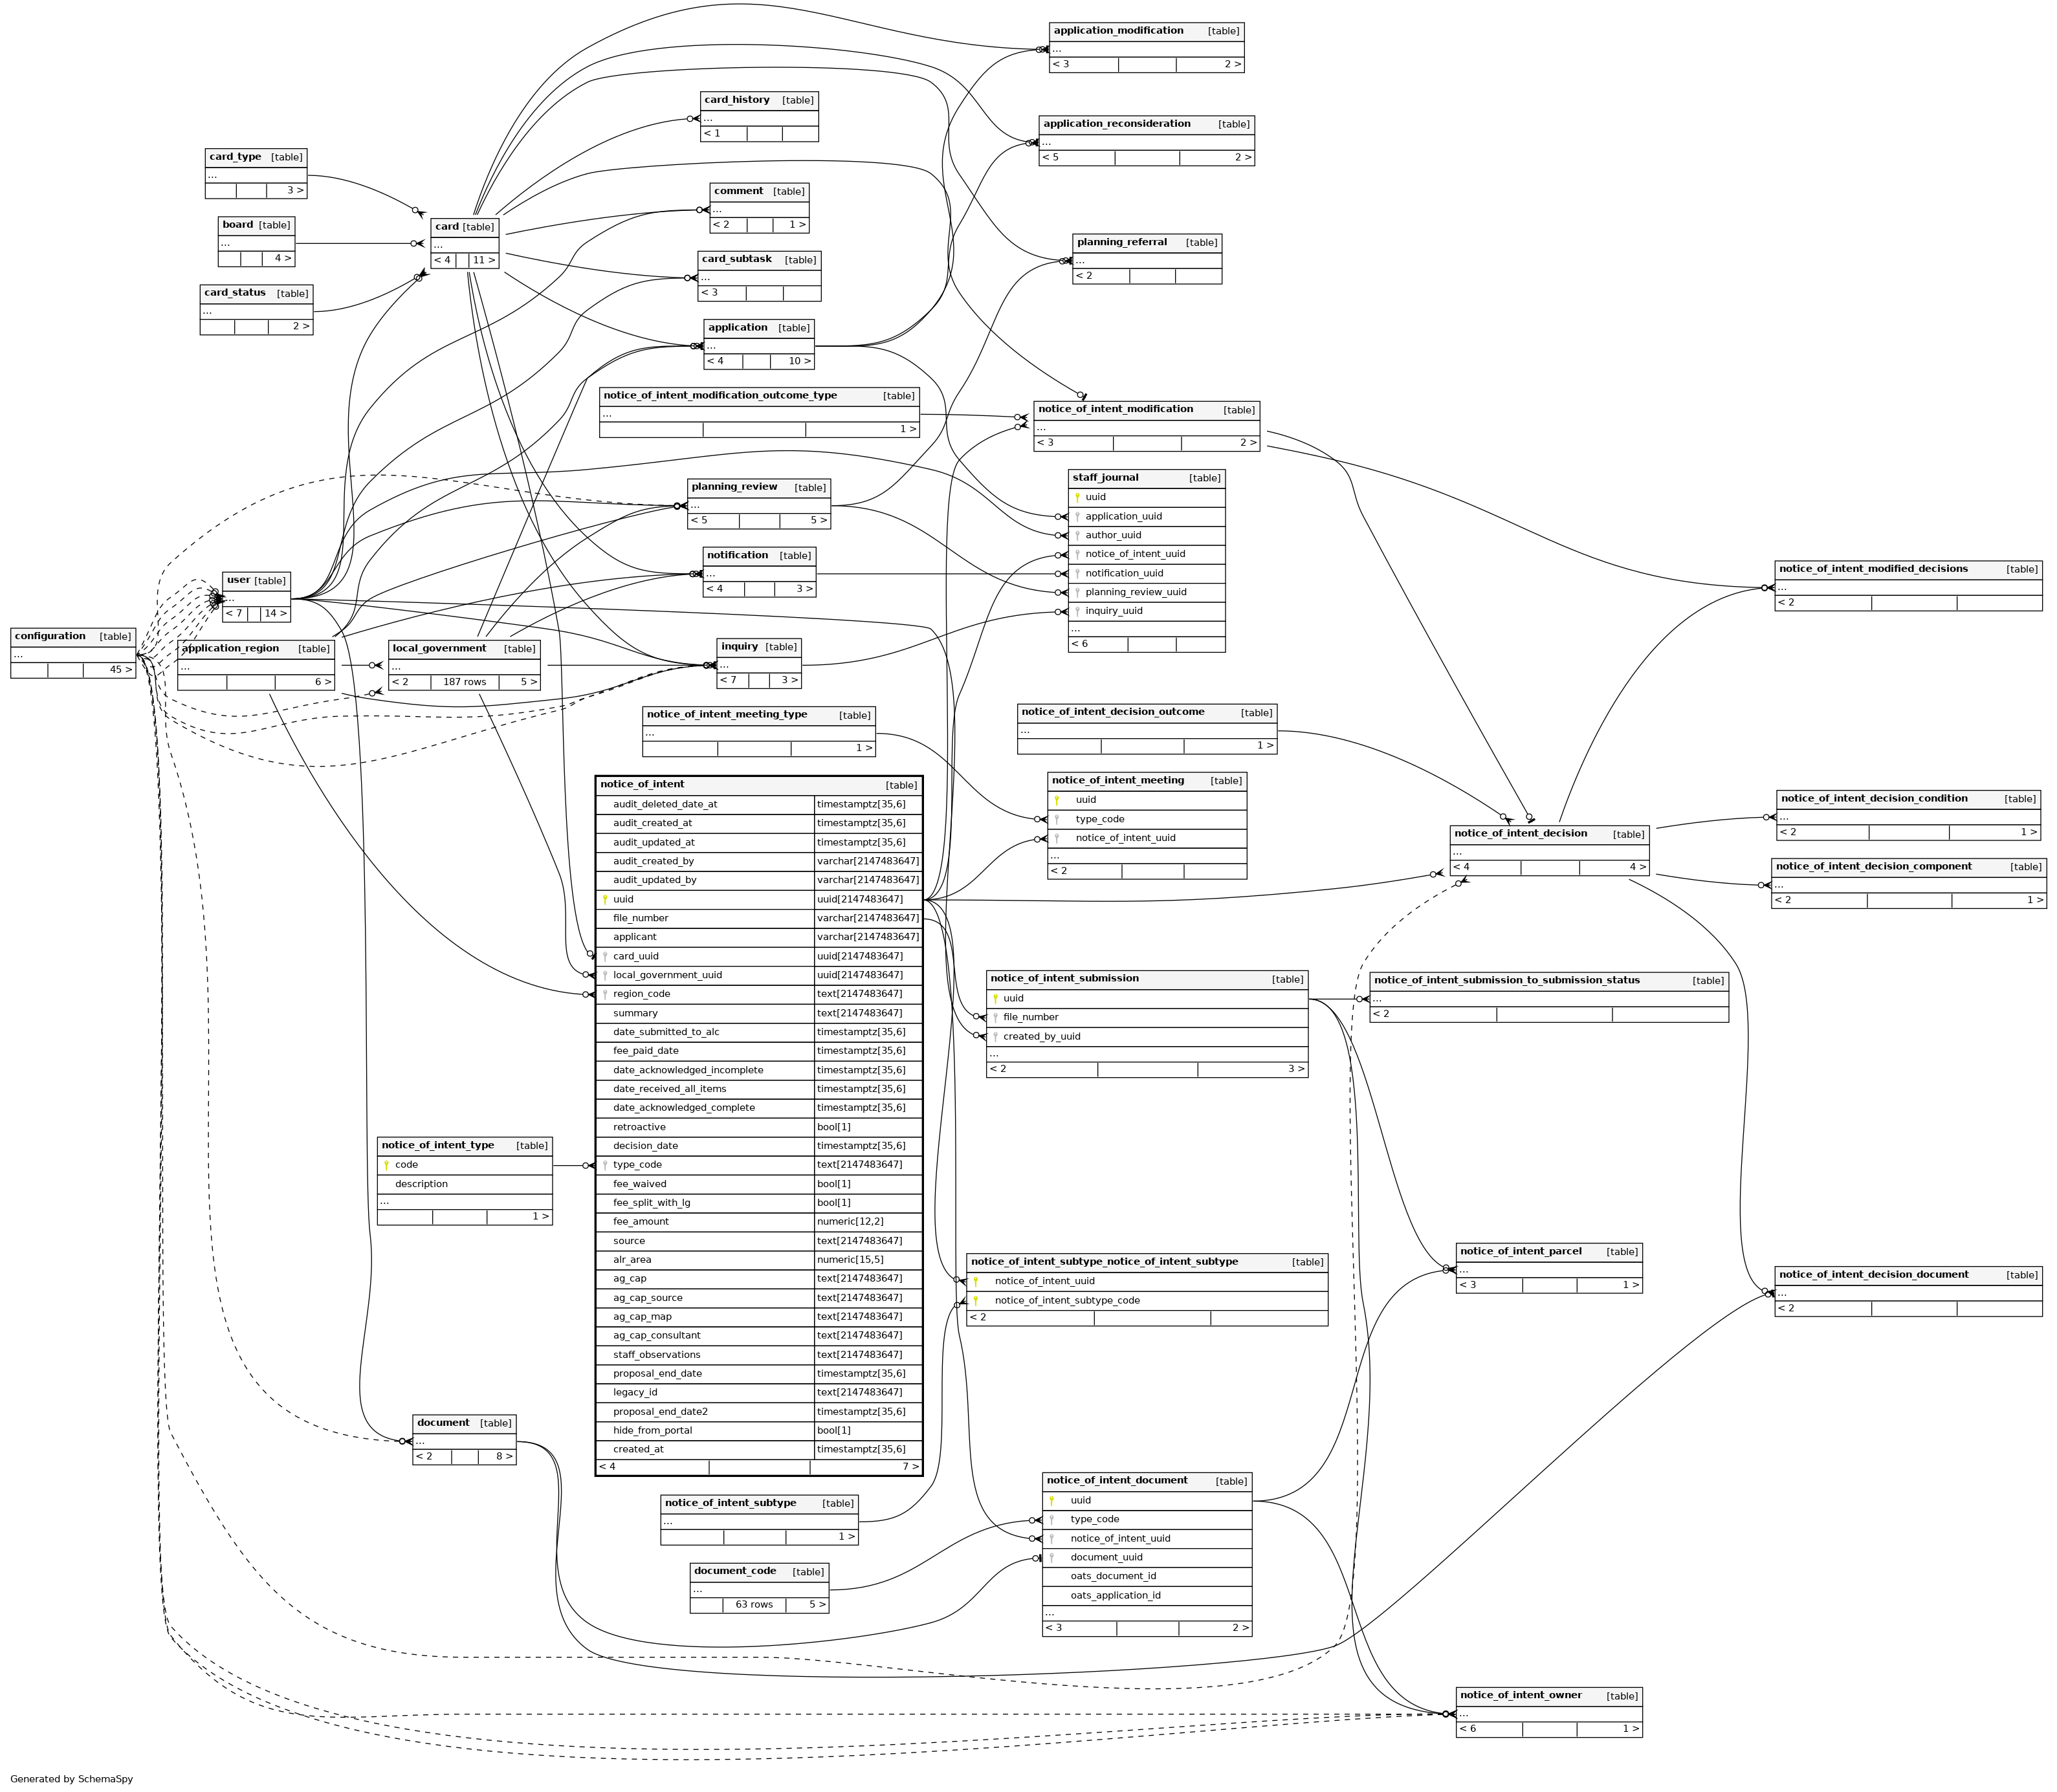 application_modification [table]
...
< 3 2 >
card_history [table]
...
< 1
application_reconsideration [table]
...
< 5 2 >
card_type [table]
...
3 >
comment [table]
...
< 2 1 >
board [table]
...
4 >
card [table]
...
< 4 11 >
planning_referral [table]
...
< 2
card_subtask [table]
...
< 3
card_status [table]
...
2 >
application [table]
...
< 4 10 >
notice_of_intent_modification_outcome_type [table]
...
1 >
notice_of_intent_modification [table]
...
< 3 2 >
staff_journal [table]
uuid
application_uuid
author_uuid
notice_of_intent_uuid
notification_uuid
planning_review_uuid
inquiry_uuid
...
< 6
planning_review [table]
...
< 5 5 >
notification [table]
...
< 4 3 >
notice_of_intent_modified_decisions [table]
...
< 2
user [table]
...
< 7 14 >
configuration [table]
...
45 >
application_region [table]
...
6 >
local_government [table]
...
< 2 187 rows 5 >
inquiry [table]
...
< 7 3 >
notice_of_intent_meeting_type [table]
...
1 >
notice_of_intent_decision_outcome [table]
...
1 >
notice_of_intent_meeting [table]
uuid
type_code
notice_of_intent_uuid
...
< 2
notice_of_intent_decision [table]
...
< 4 4 >
notice_of_intent_decision_condition [table]
...
< 2 1 >
notice_of_intent_decision_component [table]
...
< 2 1 >
notice_of_intent [table]
audit_deleted_date_at timestamptz[35,6]
audit_created_at timestamptz[35,6]
audit_updated_at timestamptz[35,6]
audit_created_by varchar[2147483647]
audit_updated_by varchar[2147483647]
uuid uuid[2147483647]
file_number varchar[2147483647]
applicant varchar[2147483647]
card_uuid uuid[2147483647]
local_government_uuid uuid[2147483647]
region_code text[2147483647]
summary text[2147483647]
date_submitted_to_alc timestamptz[35,6]
fee_paid_date timestamptz[35,6]
date_acknowledged_incomplete timestamptz[35,6]
date_received_all_items timestamptz[35,6]
date_acknowledged_complete timestamptz[35,6]
retroactive bool[1]
decision_date timestamptz[35,6]
type_code text[2147483647]
fee_waived bool[1]
fee_split_with_lg bool[1]
fee_amount numeric[12,2]
source text[2147483647]
alr_area numeric[15,5]
ag_cap text[2147483647]
ag_cap_source text[2147483647]
ag_cap_map text[2147483647]
ag_cap_consultant text[2147483647]
staff_observations text[2147483647]
proposal_end_date timestamptz[35,6]
legacy_id text[2147483647]
proposal_end_date2 timestamptz[35,6]
hide_from_portal bool[1]
created_at timestamptz[35,6]
< 4 7 >
notice_of_intent_submission [table]
uuid
file_number
created_by_uuid
...
< 2 3 >
notice_of_intent_submission_to_submission_status [table]
...
< 2
notice_of_intent_type [table]
code
description
...
1 >
notice_of_intent_subtype_notice_of_intent_subtype [table]
notice_of_intent_uuid
notice_of_intent_subtype_code
< 2
notice_of_intent_parcel [table]
...
< 3 1 >
notice_of_intent_decision_document [table]
...
< 2
document [table]
...
< 2 8 >
notice_of_intent_subtype [table]
...
1 >
notice_of_intent_document [table]
uuid
type_code
notice_of_intent_uuid
document_uuid
oats_document_id
oats_application_id
...
< 3 2 >
document_code [table]
...
63 rows 5 >
notice_of_intent_owner [table]
...
< 6 1 >
Generated by SchemaSpy